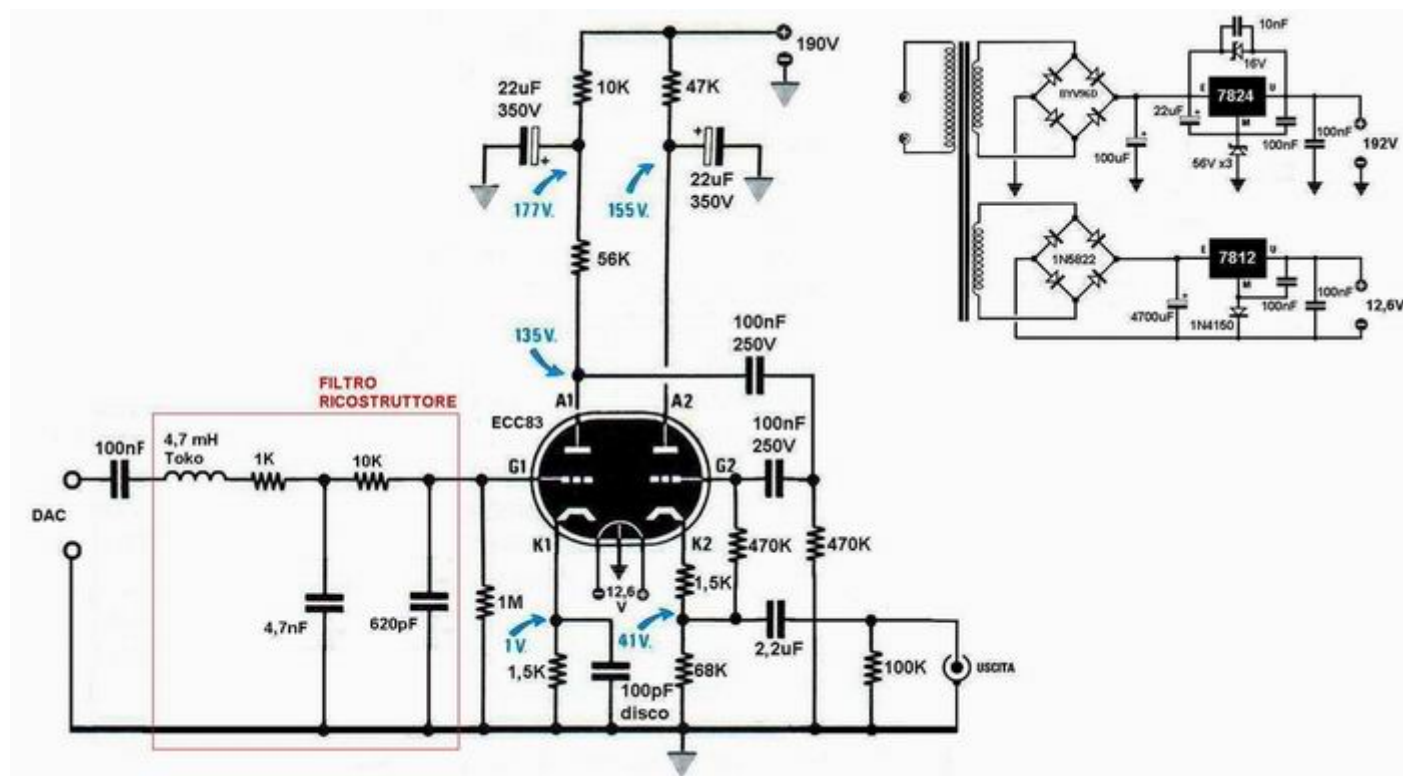 190V
10K
47K
22uF
350V
22uF
350V
177V.
155V.
56K
135V.
100nF
250V
FILTRO
RICOSTRUTTORE
A1
A2
ECC83
100nF
250V
100nF
4,7 mH
Toko
1K
10K
G1
G2
DAC
K1
K2
470K
470K
12,6
V
1,5K
1M
4,7nF
620pF
1V.
41V.
2,2uF
1,5K
68K
100K
USCITA
100pF
disco
10nF
16V
BYV96D
E
7824
U
M
22uF
100uF
100nF
100nF
192V
56V x3
1N5822
E
7812
U
M
4700uF
1N4150
100nF
100nF
12,6V